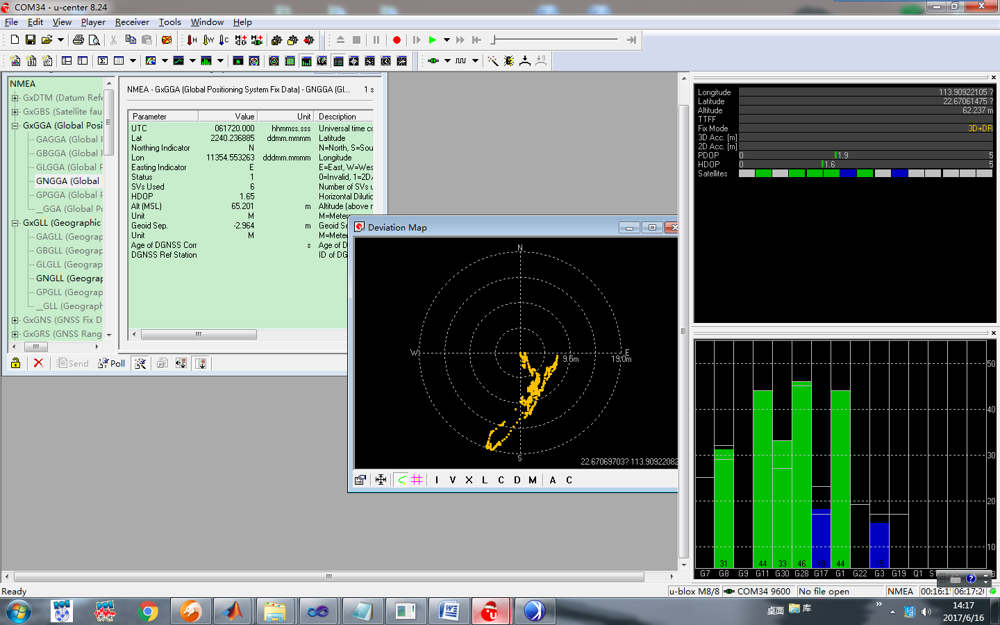 COM34 - u-center 8.24
File Edit View Player Receiver Tools Window Help
NMEA
GxDTM (Datum Refe
GxGBS (Satellite fau
GxGGA (Global Posi
GAGGA (Global P
GBGGA (Global P
GLGGA (Global P
GNGGA (Global
GPGGA (Global P
__GGA (Global Po
GxGLL (Geographic
GAGLL (Geograp
GBGLL (Geograp
GLGLL (Geograp
GNGLL (Geograp
GPGLL (Geograp
__GLL (Geograph
GxGNS (GNSS Fix D
GxGRS (GNSS Rang
Send Poll
NMEA - GxGGA (Global Positioning System Fix Data) - GNGGA (Gl... 1 s
Parameter Value Unit Description
UTC 061720.000 hhmmss.sss Universal time co
Lat 2240.236885 ddmm.mmmm Latitude
Northing Indicator N N=North, S=Sou
Lon 11354.553263 dddmm.mmmm Longitude
Easting Indicator E E=East, W=Wes
Status 1 0=Invalid, 1=2D/
SVs Used 6 Number of SVs u
HDOP 1.65 Horizontal Dilutic
Alt (MSL) 65.201 m Altitude (above m
Unit M M=Meter
Geoid Sep. -2.964 m Geoid Se
Unit M M=Meter
Age of DGNSS Corr s Age of D
DGNSS Ref Station ID of DG
Deviation Map
N
W 9.5m 19.0m E
S
22.67069703? 113.90922082
I V X L C D M A C
Longitude 113.90922105 ?
Latitude 22.67061475 ?
Altitude 62.237 m
TTFF
Fix Mode 3D+DR
3D Acc. [m]
2D Acc. [m]
PDOP 0 1.9 5
HDOP 0 1.6 5
Satellites
50
40
30
20
10
31 44 33 46 44
G7 G8 G9 G11 G30 G28 G17 G1 G22 G3 G19 Q1
Ready
u-blox M8/8 COM34 9600 No file open NMEA 00:16:1 06:17:2
桌面 库 »
14:17
2017/6/16